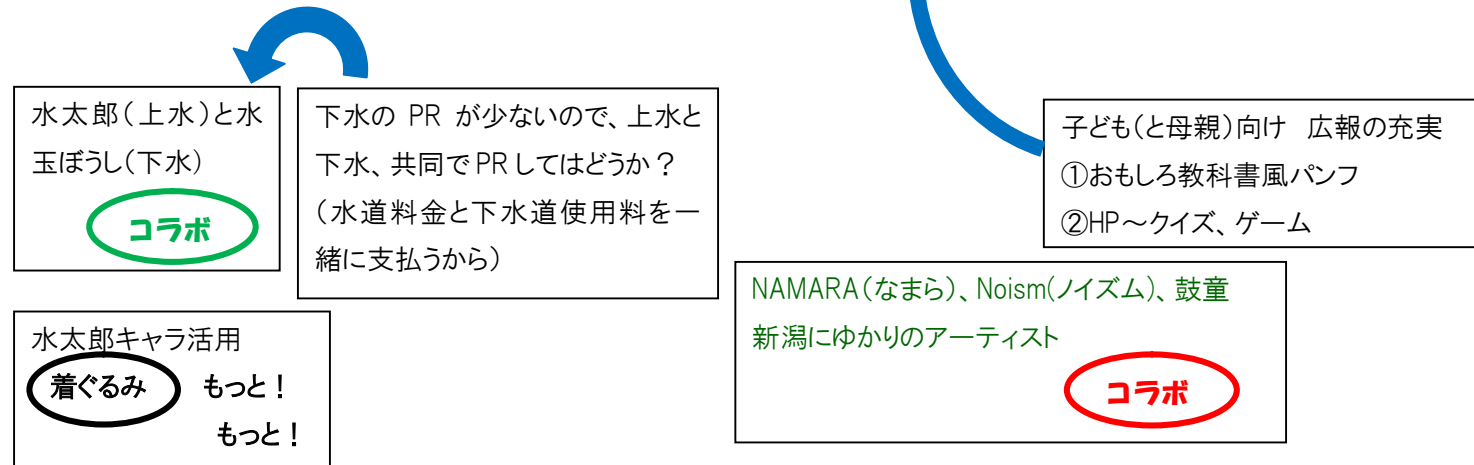 水太郎（上水）と水
玉ぼうし（下水）
コラボ
下水の PR が少ないので、上水と
下水、共同でPRしてはどうか？
（水道料金と下水道使用料を一
緒に支払うから）
子ども（と母親）向け　広報の充実
①おもしろ教科書風パンフ
②HP～クイズ、ゲーム
NAMARA（なまら）、Noism(ノイズム)、鼓童
新潟にゆかりのアーティスト
コラボ
水太郎キャラ活用
着ぐるみ　もっと！
もっと！